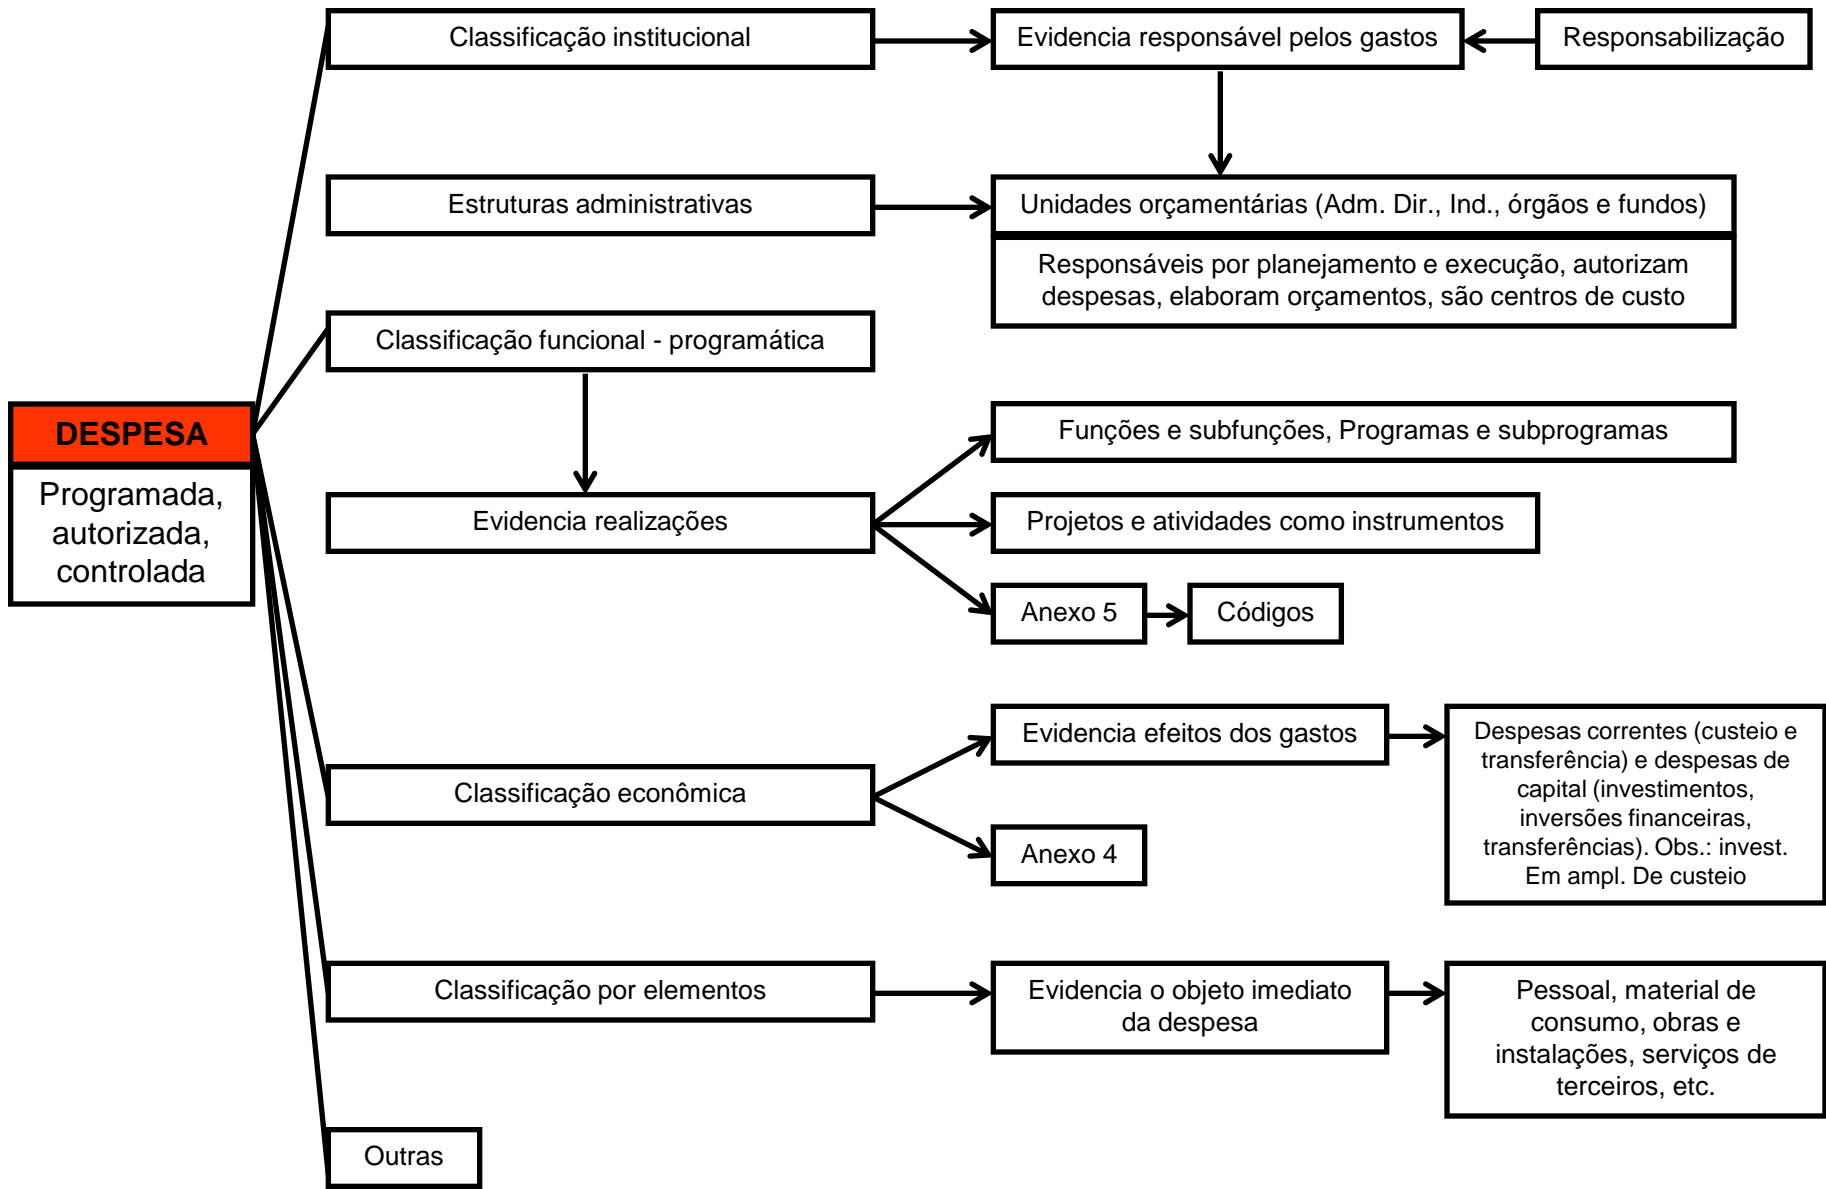 Classificação institucional
Evidencia responsável pelos gastos
Responsabilização
Estruturas administrativas
Unidades orçamentárias (Adm. Dir., Ind., órgãos e fundos)
Responsáveis por planejamento e execução, autorizam
despesas, elaboram orçamentos, são centros de custo
Classificação funcional - programática
DESPESA
Programada,
autorizada,
controlada
Funções e subfunções, Programas e subprogramas
Evidencia realizações
Projetos e atividades como instrumentos
Anexo 5
Códigos
Classificação econômica
Evidencia efeitos dos gastos
Despesas correntes (custeio e
transferência) e despesas de
capital (investimentos,
inversões financeiras,
transferências). Obs.: invest.
Em ampl. De custeio
Anexo 4
Classificação por elementos
Evidencia o objeto imediato
da despesa
Pessoal, material de
consumo, obras e
instalações, serviços de
terceiros, etc.
Outras